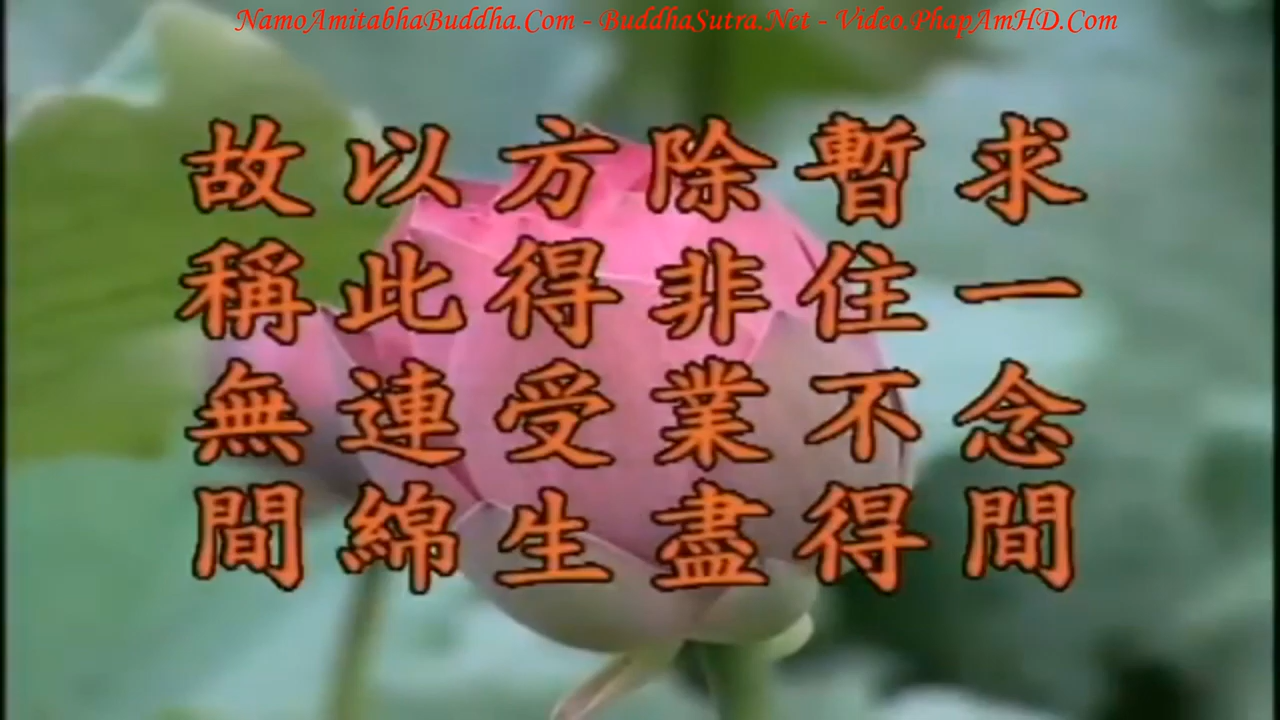 NamoAmitabhaBuddha.Com - BuddhaSutra.Net - Video.PhapAmHD.Com
求一念間
暫住不得
除非業盡
方得受生
以此連綿
故稱無間